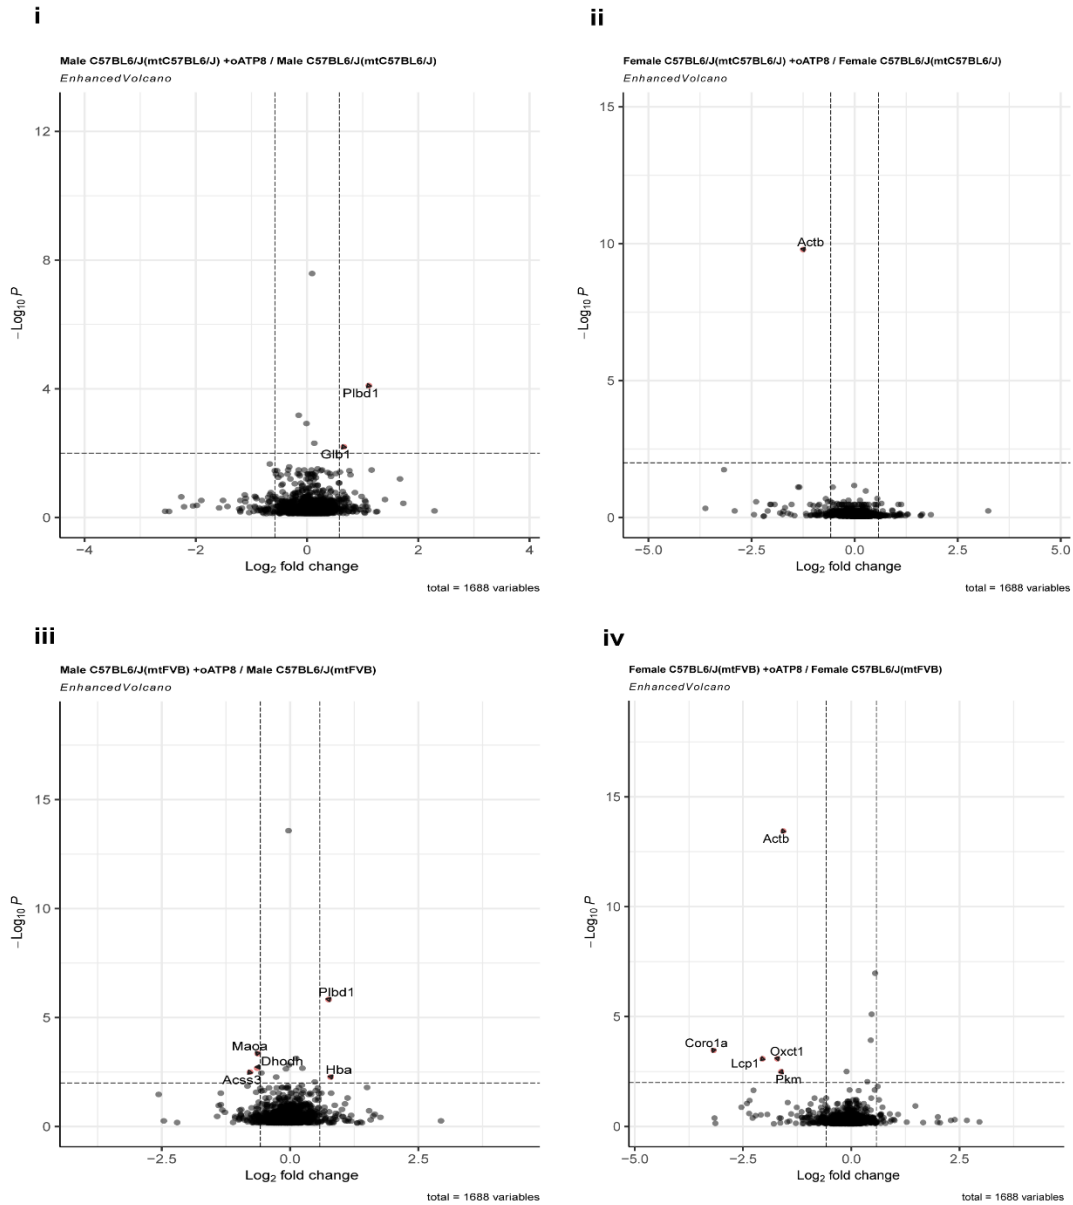 i
Male C57BL6/J(mtC57BL6/J) +oATP8 / Male C57BL6/J(mtC57BL6/J)
EnhancedVolcano
12
8
4
0
− Log10 P
Plbd1
Glb1
−4
−2
0
2
4
Log2 fold change
total = 1688 variables
ii
Female C57BL6/J(mtC57BL6/J) +oATP8 / Female C57BL6/J(mtC57BL6/J)
EnhancedVolcano
15
10
5
0
− Log10 P
Actb
−5.0
−2.5
0.0
2.5
5.0
Log2 fold change
total = 1688 variables
iii
Male C57BL6/J(mtFVB) +oATP8 / Male C57BL6/J(mtFVB)
EnhancedVolcano
15
10
5
0
− Log10 P
Plbd1
Maoa
Dhodh
Acss3
Hba
−2.5
0.0
2.5
Log2 fold change
total = 1688 variables
iv
Female C57BL6/J(mtFVB) +oATP8 / Female C57BL6/J(mtFVB)
EnhancedVolcano
15
10
5
0
− Log10 P
Actb
Coro1a
Oxct1
Lcp1
Pkm
−5.0
−2.5
0.0
2.5
Log2 fold change
total = 1688 variables